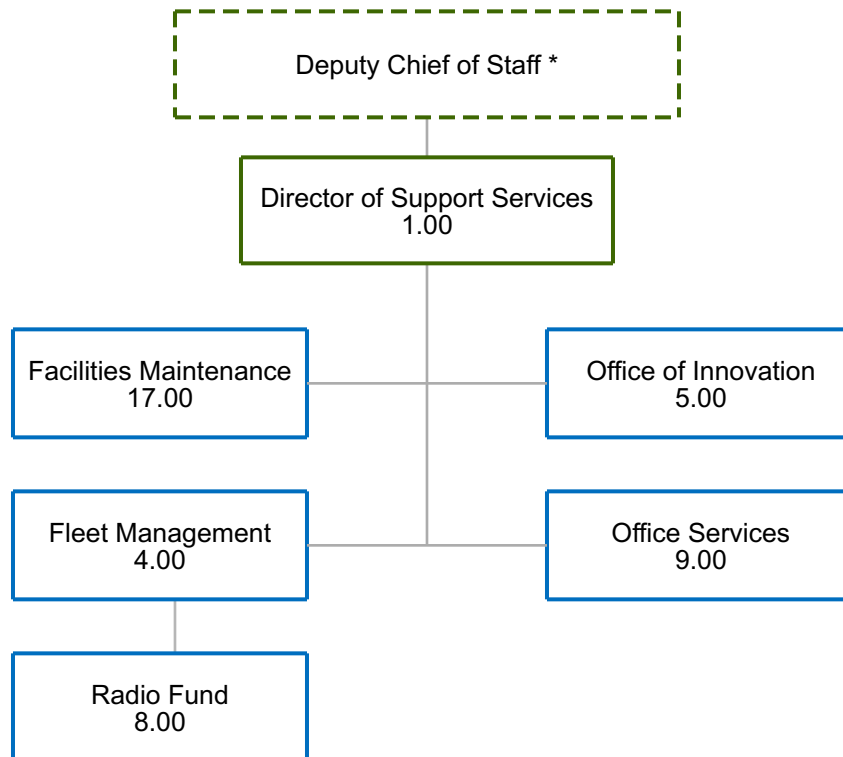 Deputy Chief of Staff *
Director of Support Services
1.00
Facilities Maintenance
17.00
Office of Innovation
5.00
Fleet Management
4.00
Office Services
9.00
Radio Fund
8.00